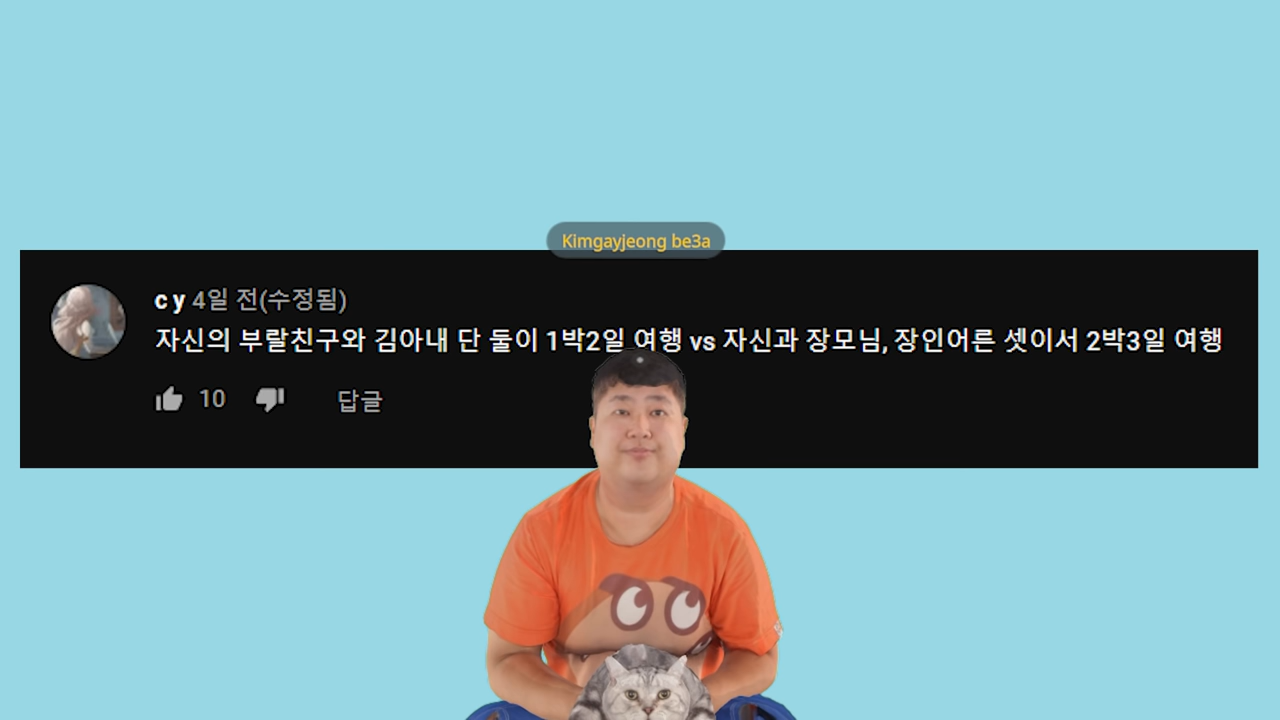 Kimgayjeong be3a
c y 4일 전(수정됨)
자신의 부랄친구와 김아내 단 둘이 1박2일 여행 vs 자신과 장모님, 장인어른 셋이서 2박3일 여행
10 답글